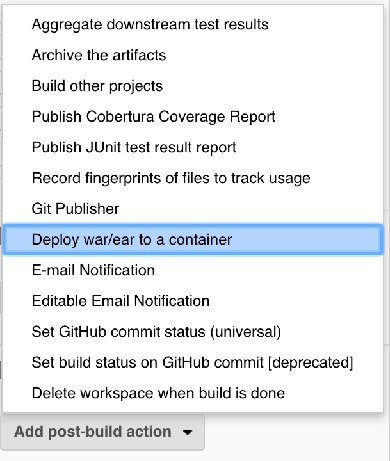 Aggregate downstream test results
Archive the artifacts
Build other projects
Publish Cobertura Coverage Report
Publish JUnit test result report
Record fingerprints of files to track usage
Git Publisher
Deploy war/ear to a container
E-mail Notification
Editable Email Notification
Set GitHub commit status (universal)
Set build status on GitHub commit [deprecated]
Delete workspace when build is done
Add post-build action